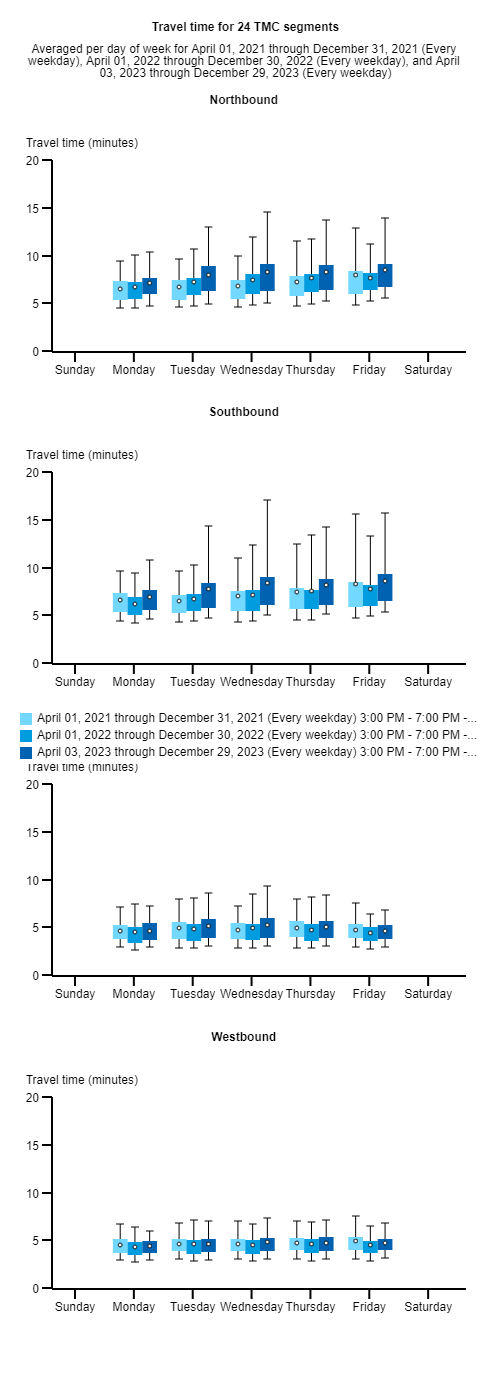 Travel time for 24 TMC segments
Averaged per day of week for April 01, 2021 through December 31, 2021 (Every
weekday), April 01, 2022 through December 30, 2022 (Every weekday), and April
03, 2023 through December 29, 2023 (Every weekday)
Northbound
Travel time (minutes)
20
15
10
5
0
Sunday Monday Tuesday Wednesday Thursday Friday Saturday
Southbound
Travel time (minutes)
20
15
10
5
0
Sunday Monday Tuesday Wednesday Thursday Friday Saturday
April 01, 2021 through December 31, 2021 (Every weekday) 3:00 PM - 7:00 PM -...
April 01, 2022 through December 30, 2022 (Every weekday) 3:00 PM - 7:00 PM -...
April 03, 2023 through December 29, 2023 (Every weekday) 3:00 PM - 7:00 PM -...
Travel time (minutes)
20
15
10
5
0
Sunday Monday Tuesday Wednesday Thursday Friday Saturday
Westbound
Travel time (minutes)
20
15
10
5
0
Sunday Monday Tuesday Wednesday Thursday Friday Saturday